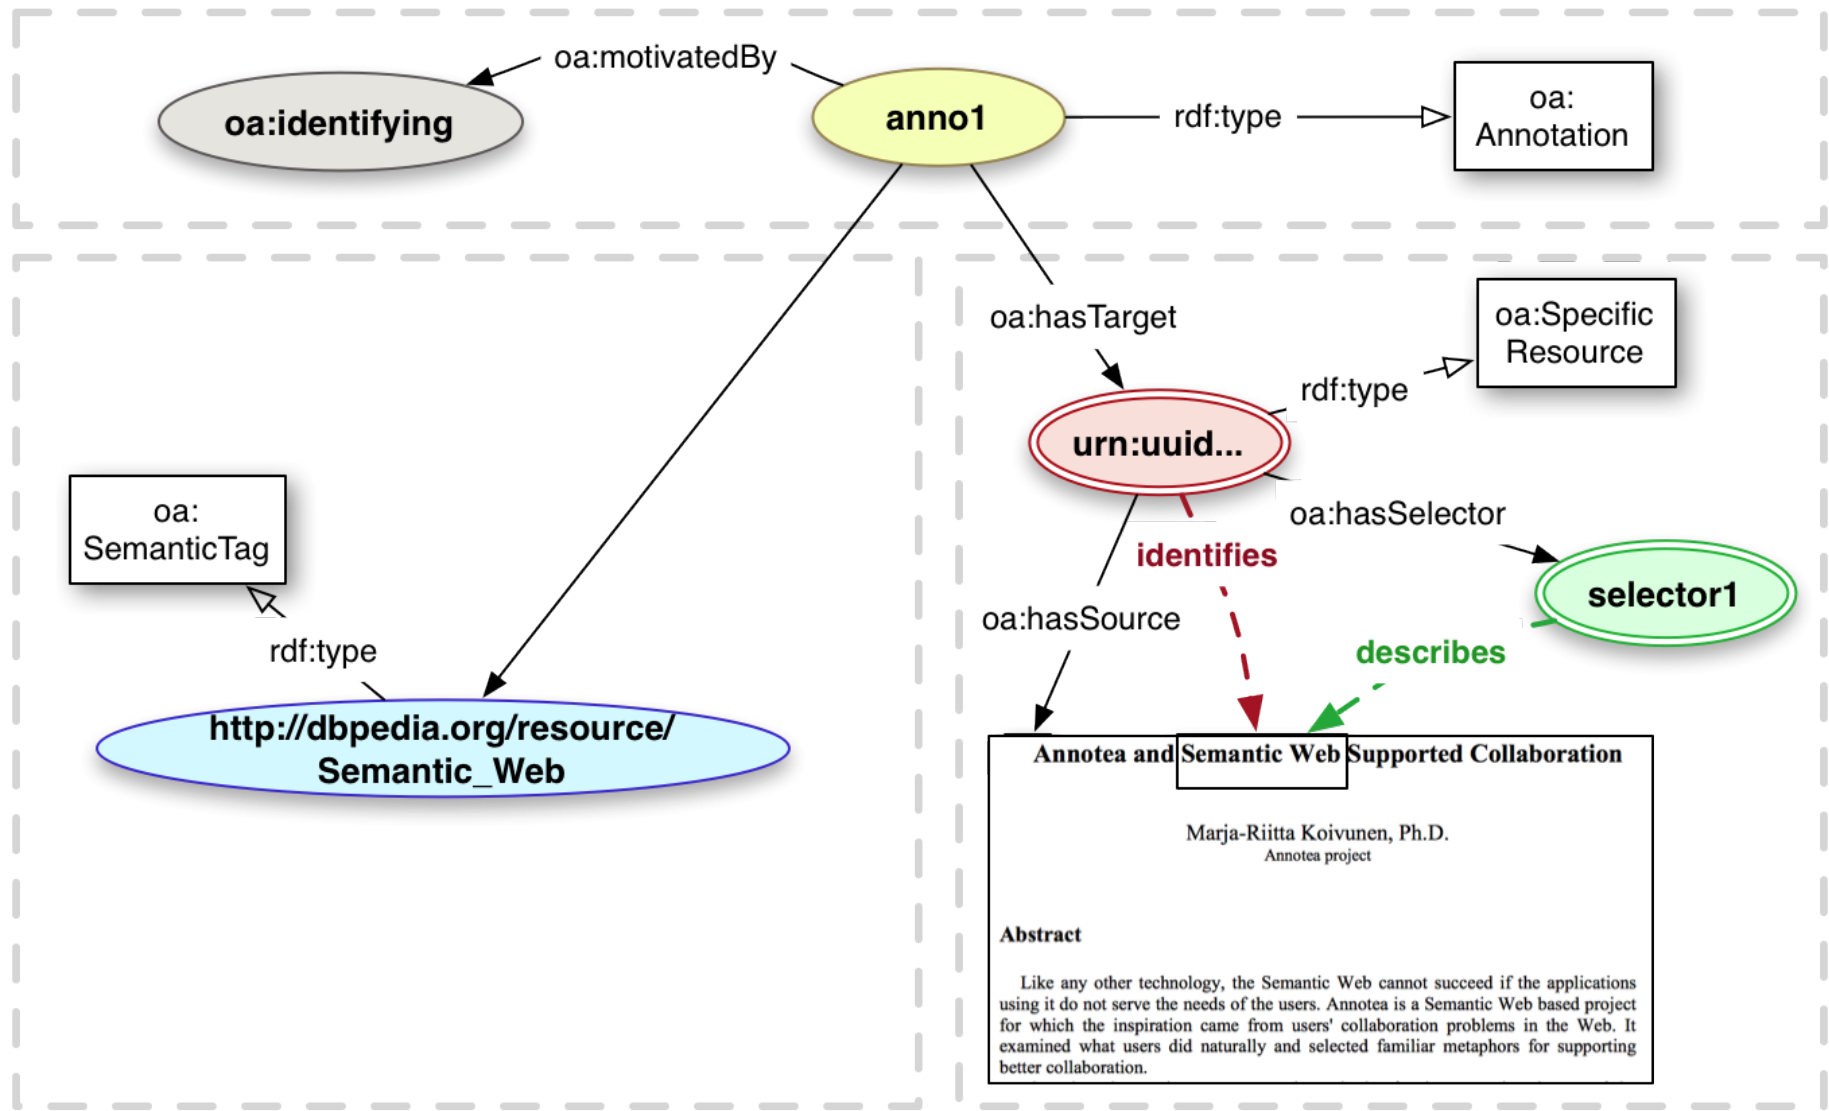 oa:motivatedBy
oa:identifying
anno1
rdf:type
oa:
Annotation
oa:hasTarget
oa:Specific
Resource
rdf:type
urn:uuid...
oa:hasSelector
identifies
selector1
oa:hasSource
describes
oa:
SemanticTag
rdf:type
http://dbpedia.org/resource/
Semantic_Web
Annotea and Semantic Web Supported Collaboration
Marja-Riitta Koivunen, Ph.D.
Annotea project
Abstract
Like any other technology, the Semantic Web cannot succeed if the applications
using it do not serve the needs of the users. Annotea is a Semantic Web based project
for which the inspiration came from users' collaboration problems in the Web. It
examined what users did naturally and selected familiar metaphors for supporting
better collaboration.